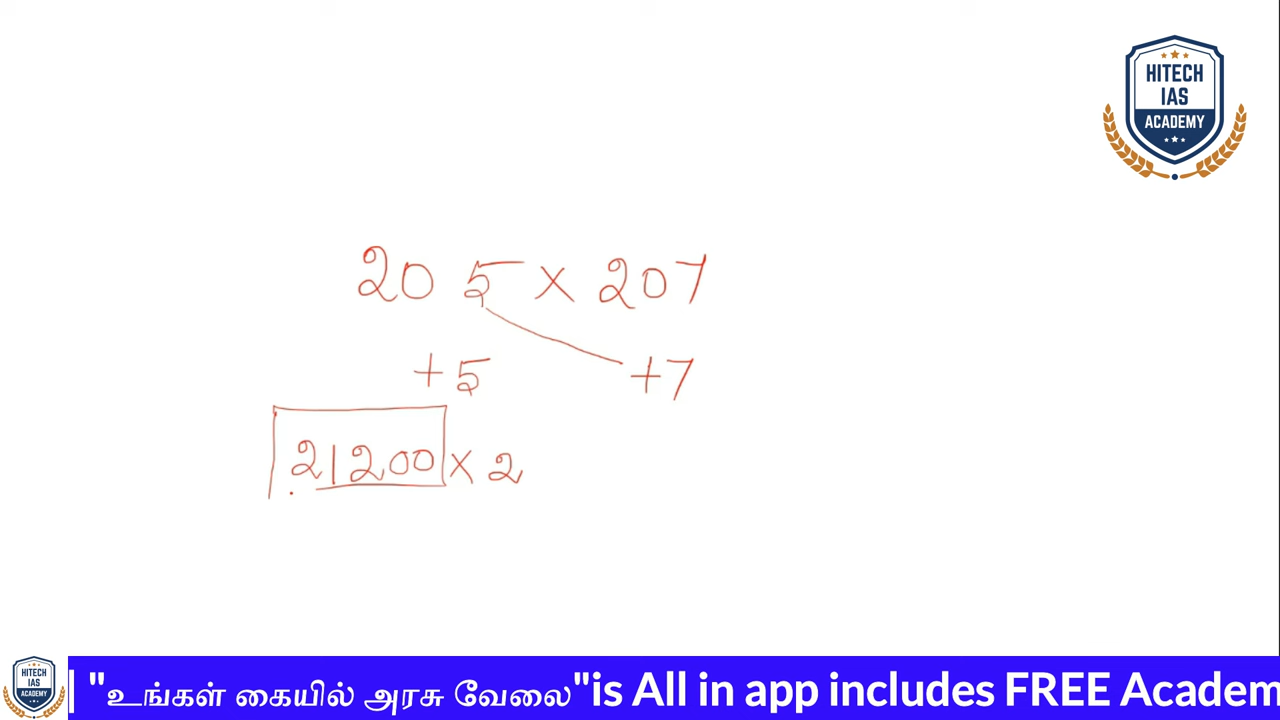 HITECH
IAS
ACADEMY
205 × 207
+5 +7
21200 × 2
HITECH
IAS
ACADEMY
"உங்கள் கையில் அரசு வேலை"is All in app includes FREE Academ